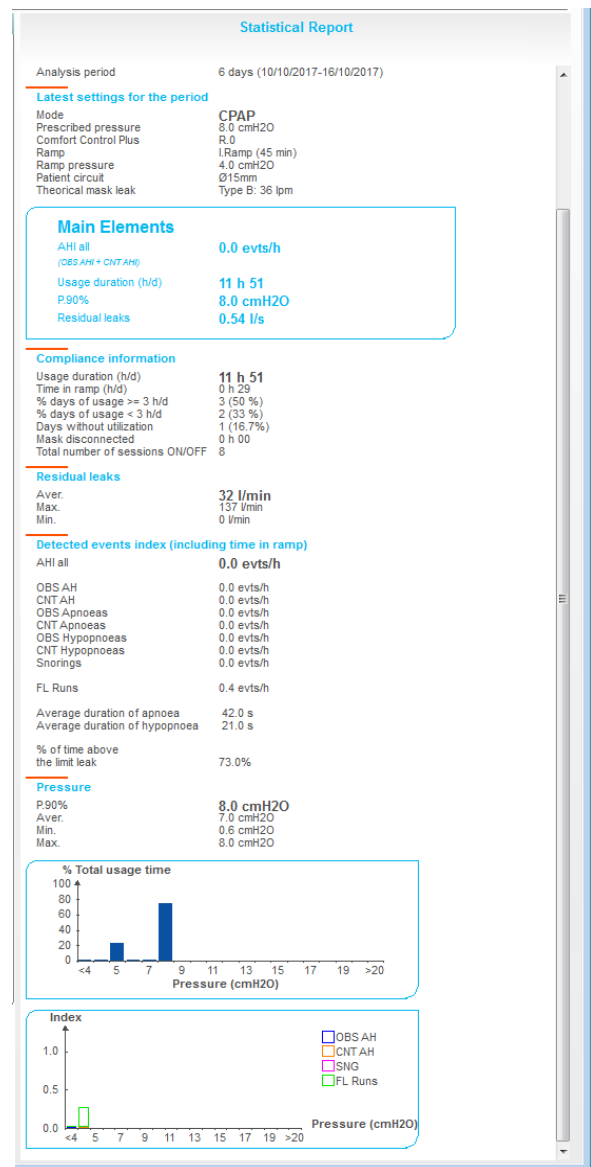 Statistical Report
Analysis period 6 days (10/10/2017-16/10/2017)
Latest settings for the period
Mode CPAP
Prescribed pressure 8.0 cmH2O
Comfort Control Plus R.0
Ramp I.Ramp (45 min)
Ramp pressure 4.0 cmH2O
Patient circuit Ø15mm
Theorical mask leak Type B: 36 lpm
Main Elements
AHI all 0.0 evts/h
(OBS AHI + CNT AHI)
Usage duration (h/d) 11 h 51
P.90% 8.0 cmH2O
Residual leaks 0.54 l/s
Compliance information
Usage duration (h/d) 11 h 51
Time in ramp (h/d) 0 h 29
% days of usage >= 3 h/d 3 (50 %)
% days of usage < 3 h/d 2 (33 %)
Days without utilization 1 (16.7%)
Mask disconnected 0 h 00
Total number of sessions ON/OFF 8
Residual leaks
Aver. 32 l/min
Max. 137 l/min
Min. 0 l/min
Detected events index (including time in ramp)
AHI all 0.0 evts/h
OBS AH 0.0 evts/h
CNT AH 0.0 evts/h
OBS Apnoeas 0.0 evts/h
CNT Apnoeas 0.0 evts/h
OBS Hypopnoeas 0.0 evts/h
CNT Hypopnoeas 0.0 evts/h
Snorings 0.0 evts/h
FL Runs 0.4 evts/h
Average duration of apnoea 42.0 s
Average duration of hypopnoea 21.0 s
% of time above
the limit leak 73.0%
Pressure
P.90% 8.0 cmH2O
Aver. 7.0 cmH2O
Min. 0.6 cmH2O
Max. 8.0 cmH2O
% Total usage time
100
80
60
40
20
0
<4 5 7 9 11 13 15 17 19 >20
Pressure (cmH2O)
Index
OBS AH
1.0 CNT AH
SNG
FL Runs
0.5
0.0 Pressure (cmH2O)
<4 5 7 9 11 13 15 17 19 >20